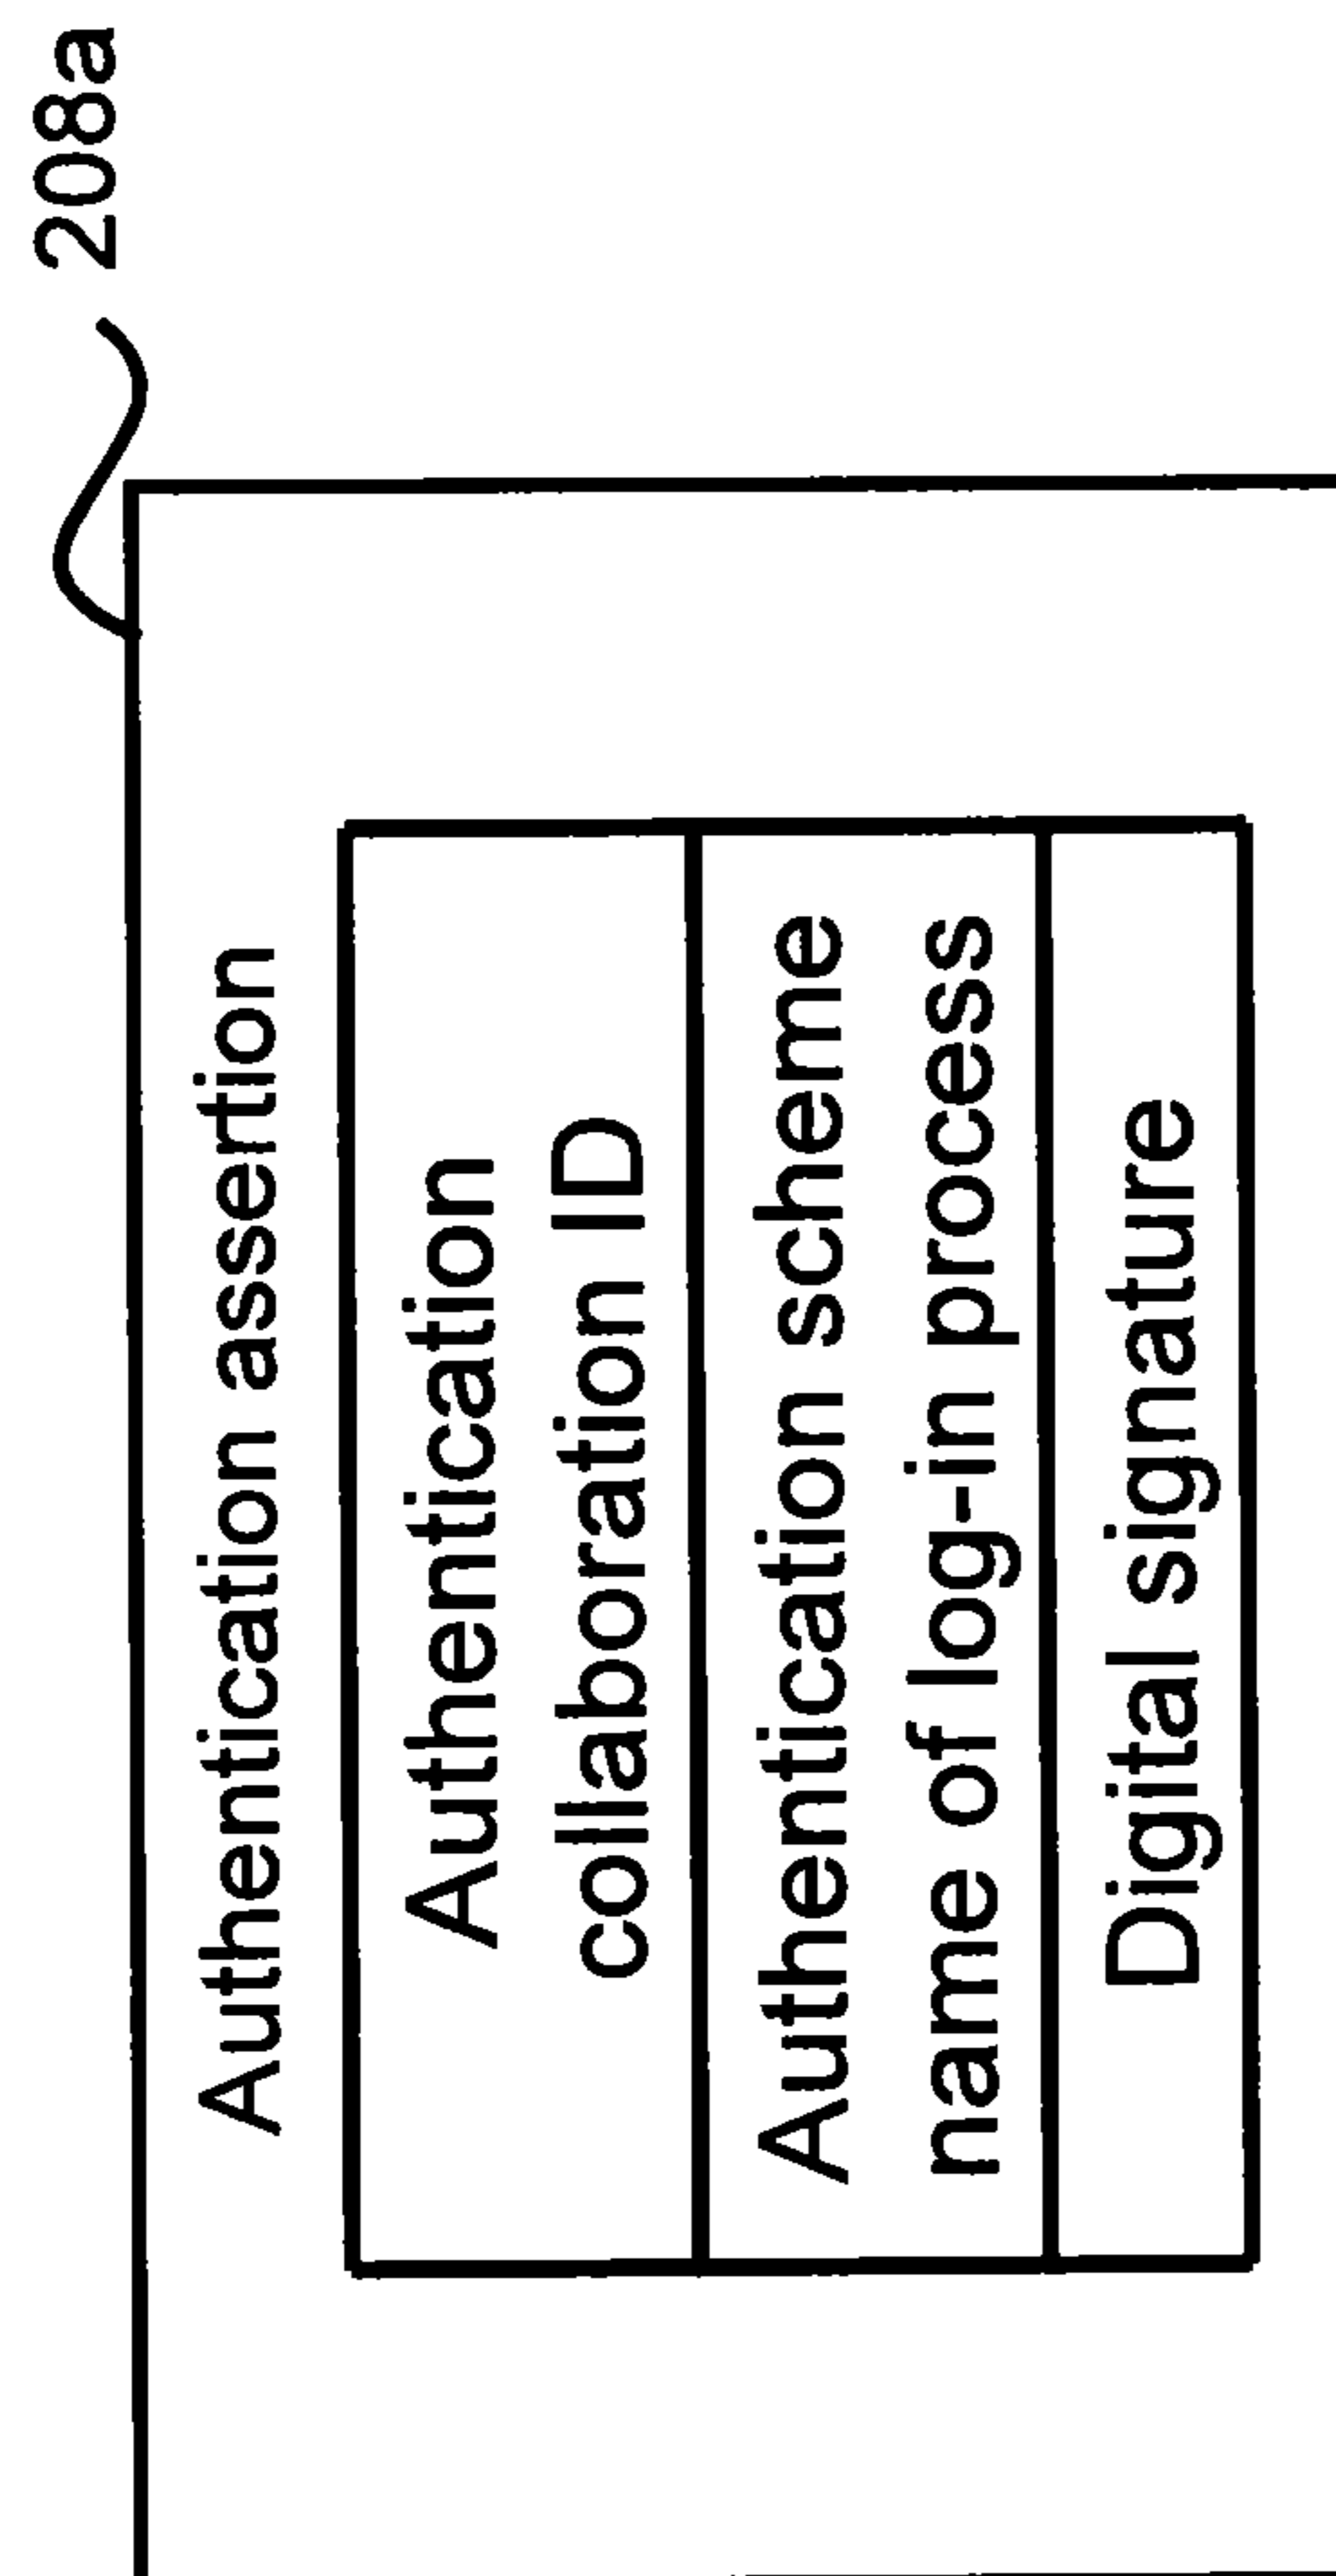 208a
Authentication assertion
Authentication
collaboration ID
Authentication scheme
name of log-in process
Digital signature